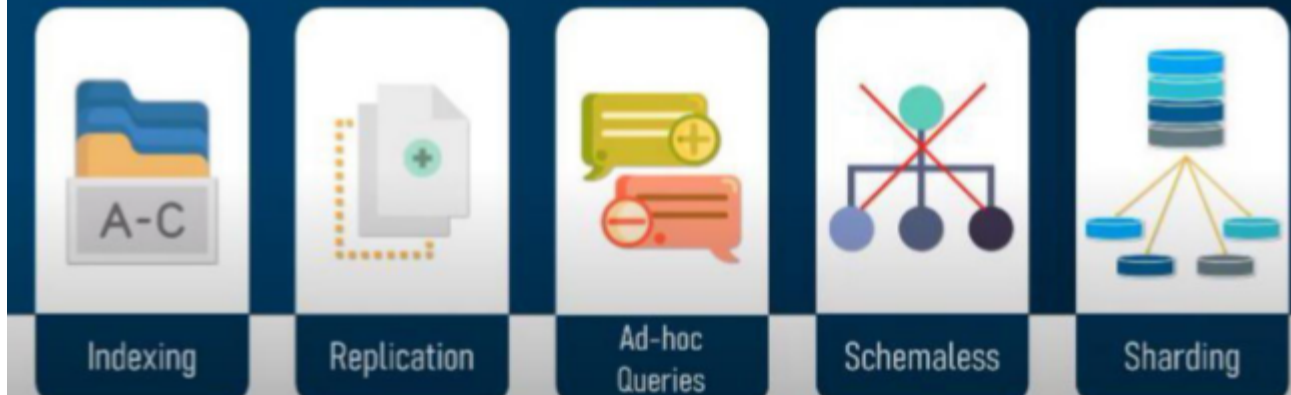 A-C
Indexing
Replication
Ad-hoc
Queries
Schemaless
Sharding